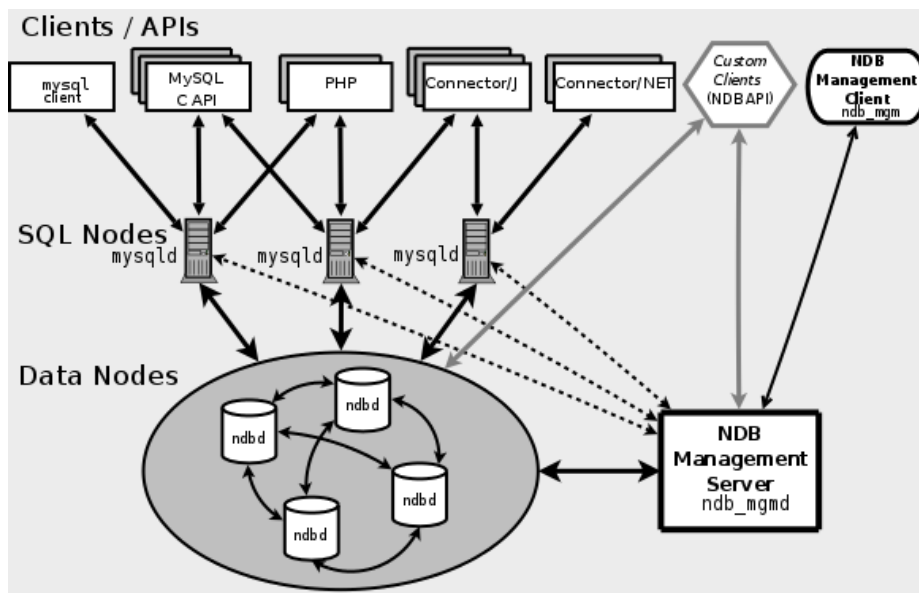 Clients / APIs
mysql
client
MySQL
C API
PHP
Connector/J
Connector/NET
Custom
Clients
(NDBAPI)
NDB
Management
Client
ndb_mgm
SQL Nodes
mysqld
mysqld
mysqld
Data Nodes
ndbd
ndbd
ndbd
ndbd
NDB
Management
Server
ndb_mgmd